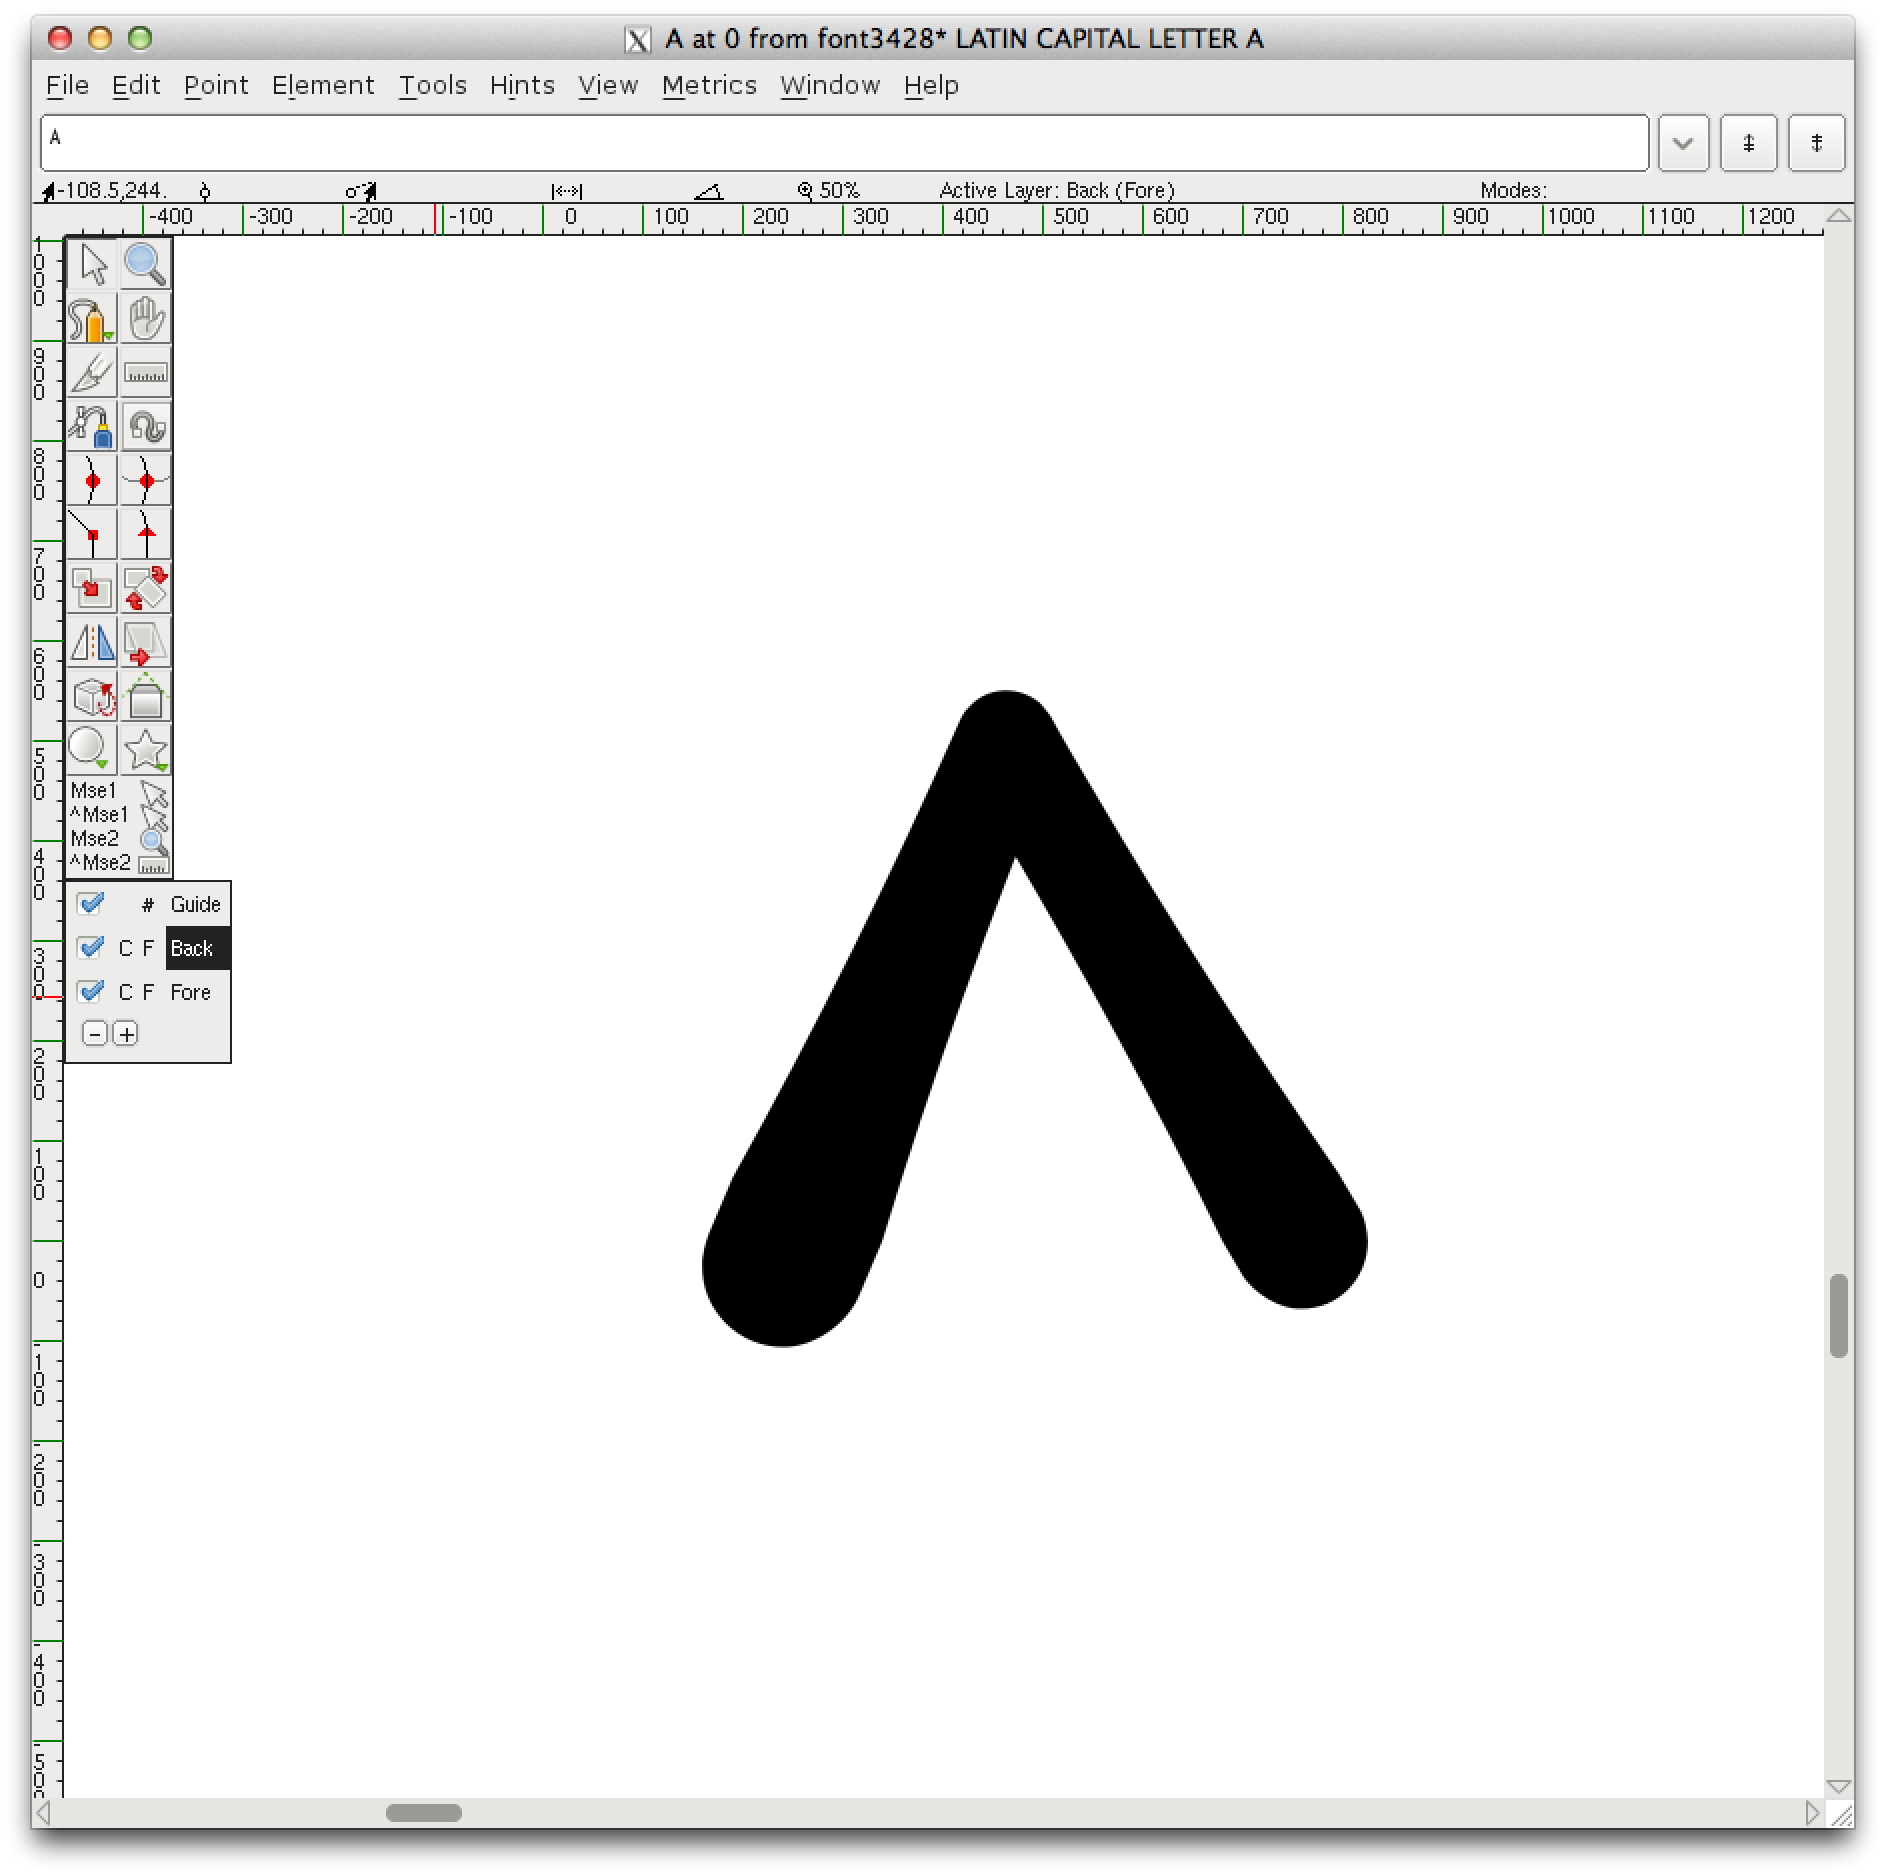 A at 0 from font3428* LATIN CAPITAL LETTER A
File Edit Point Element Tools Hints View Metrics Window Help
A
-108.5,244. 50% Active Layer: Back (Fore) Modes:
-400 -300 -200 -100 0 100 200 300 400 500 600 700 800 900 1000 1100 1200
1000
900
800
700
600
500
400
300
200
100
0
-100
-200
-300
-400
-500
Mse1
^Mse1
Mse2
^Mse2
# Guide
C F Back
C F Fore
- +